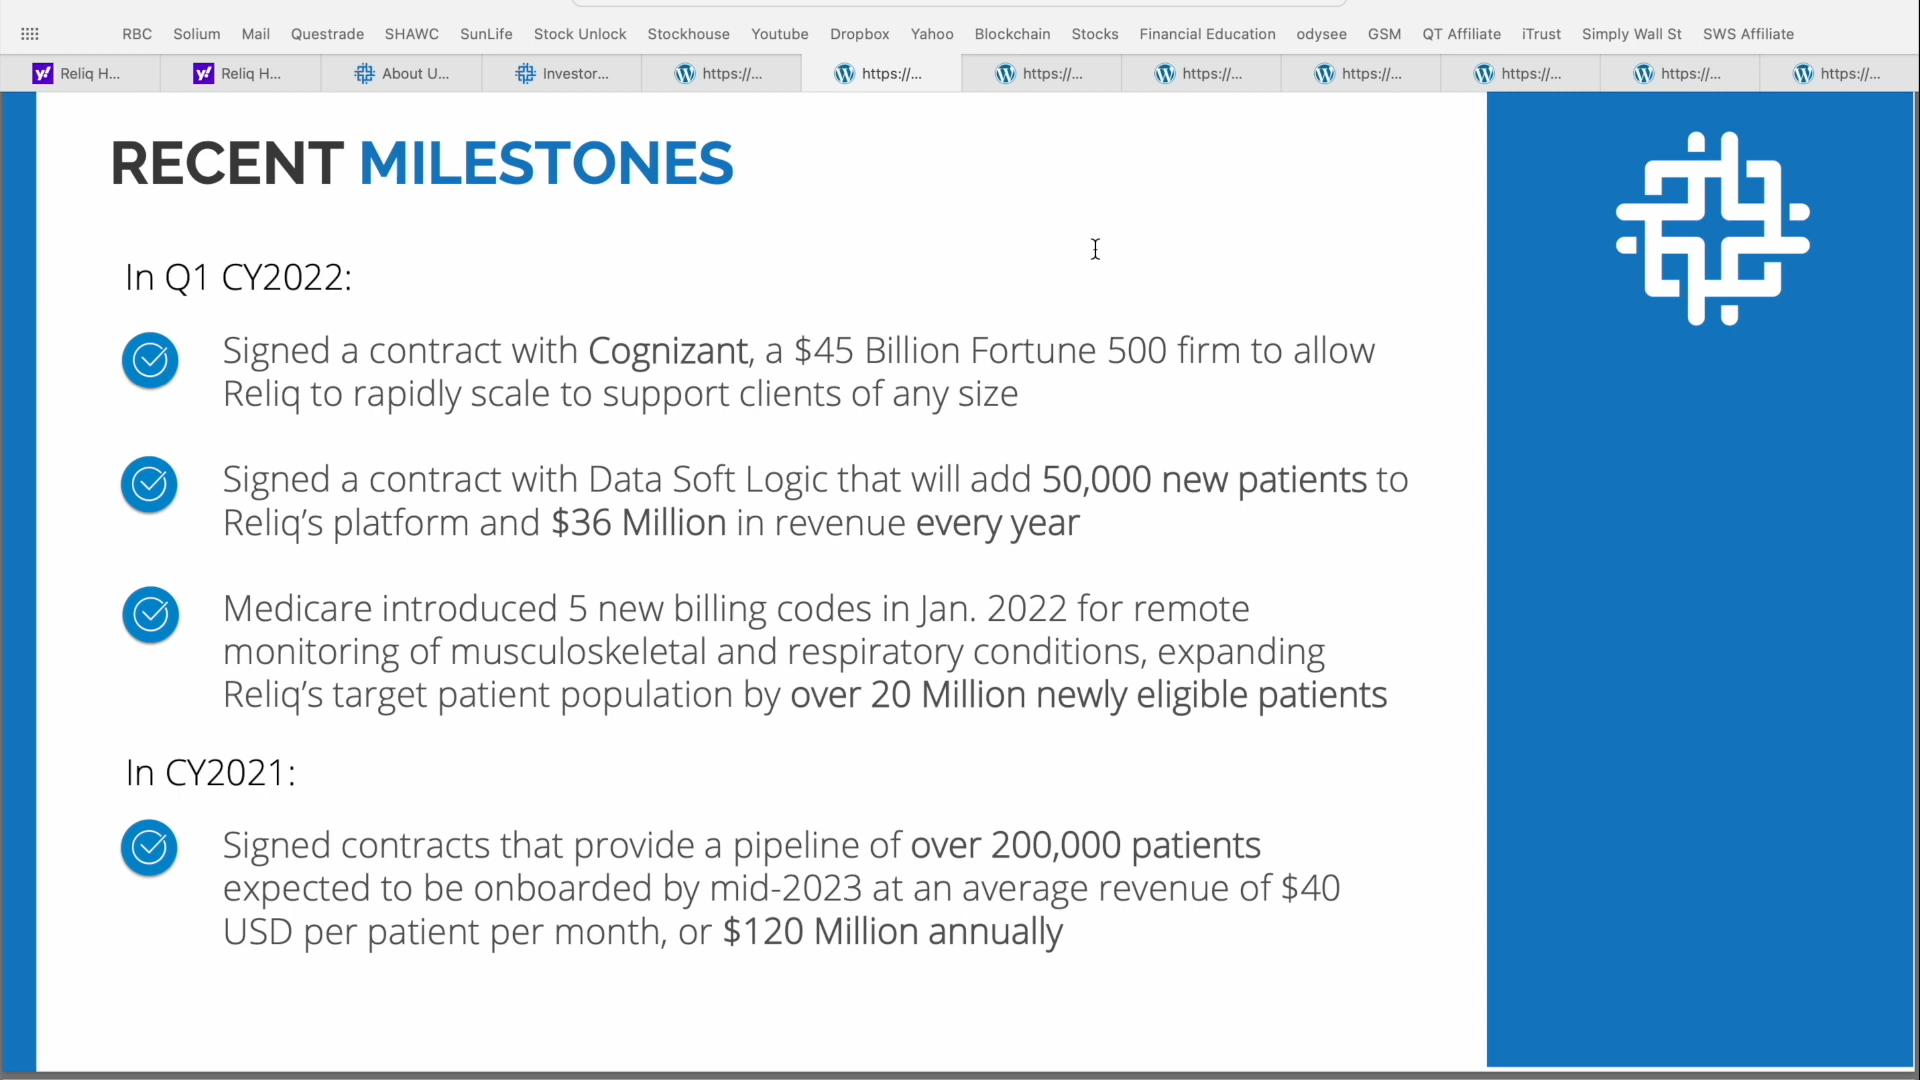 RBC Solium Mail Questrade SHAWC SunLife Stock Unlock Stockhouse Youtube Dropbox Yahoo Blockchain Stocks Financial Education odysee GSM QT Affiliate iTrust Simply Wall St SWS Affiliate
Reliq H... Reliq H... About U... Investor... https://... https://... https://... https://... https://... https://... https://... https://...
RECENT MILESTONES
In Q1 CY2022:
Signed a contract with Cognizant, a $45 Billion Fortune 500 firm to allow
Reliq to rapidly scale to support clients of any size
Signed a contract with Data Soft Logic that will add 50,000 new patients to
Reliq's platform and $36 Million in revenue every year
Medicare introduced 5 new billing codes in Jan. 2022 for remote
monitoring of musculoskeletal and respiratory conditions, expanding
Reliq's target patient population by over 20 Million newly eligible patients
In CY2021:
Signed contracts that provide a pipeline of over 200,000 patients
expected to be onboarded by mid-2023 at an average revenue of $40
USD per patient per month, or $120 Million annually